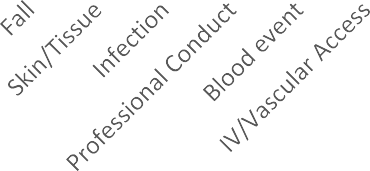 Fall
Skin/Tissue
Infection
Professional Conduct
Blood event
IV/Vascular Access